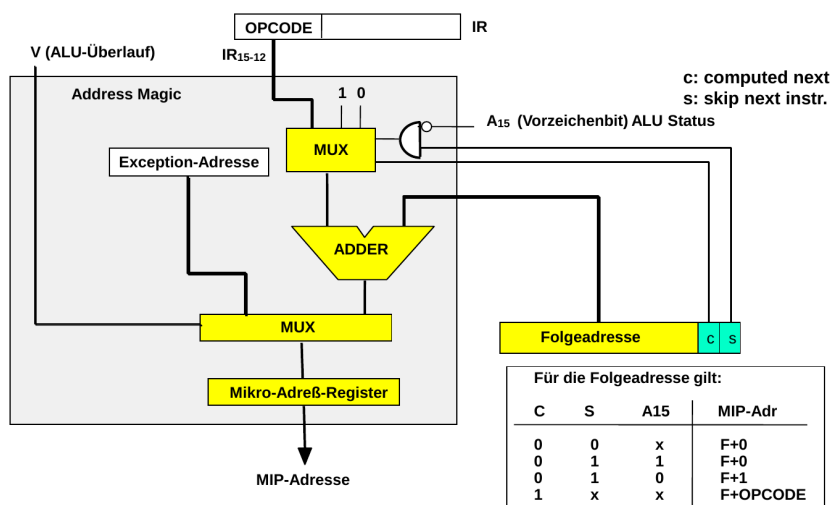 OPCODE
IR
V (ALU-Überlauf)
IR15-12
c: computed next
s: skip next instr.
Address Magic
1 0
A15 (Vorzeichenbit) ALU Status
MUX
Exception-Adresse
ADDER
MUX
Folgeadresse
c
s
Mikro-Adreß-Register
MIP-Adresse
Für die Folgeadresse gilt:
C S A15 MIP-Adr
0 0 x F+0
0 1 1 F+0
0 1 0 F+1
1 x x F+OPCODE